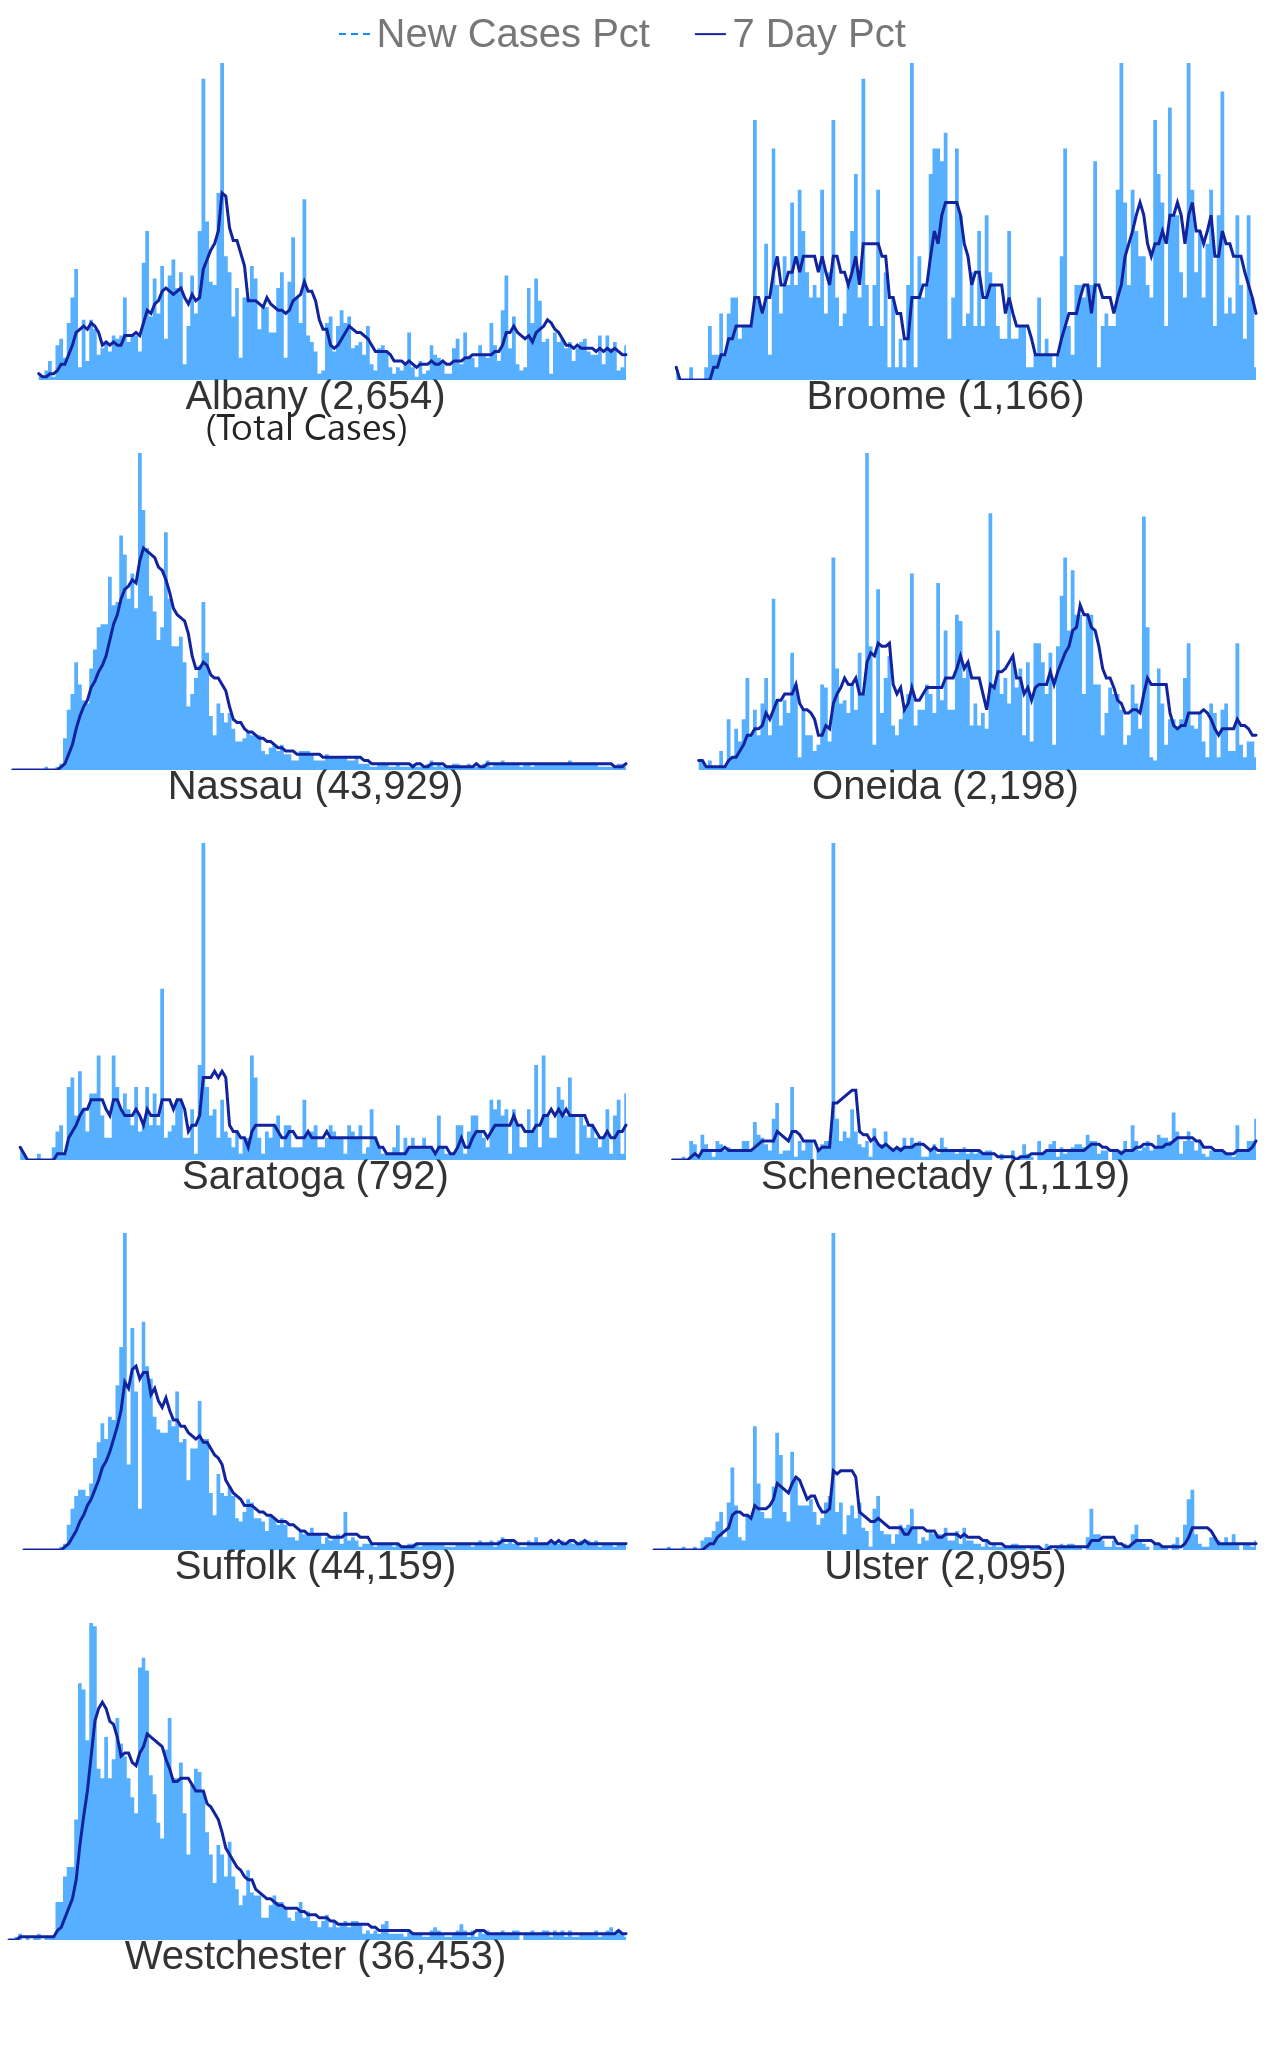 New Cases Pct 7 Day Pct
Albany (2,654) Broome (1,166)
(Total Cases)
Nassau (43,929) Oneida (2,198)
Saratoga (792) Schenectady (1,119)
Suffolk (44,159) Ulster (2,095)
Westchester (36,453)